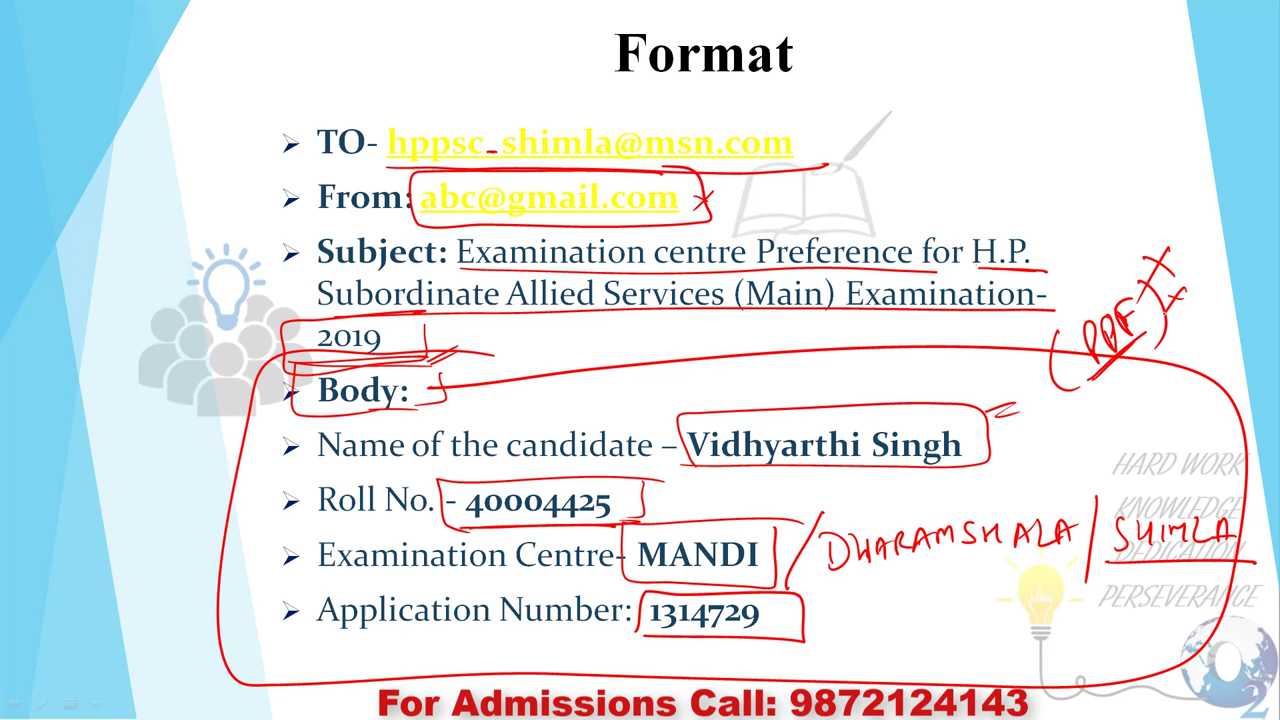 Format
➢ TO- hppsc_shimla@msn.com
➢ From: abc@gmail.com
➢ Subject: Examination centre Preference for H.P.
Subordinate Allied Services (Main) Examination-
2019
(PDF)
➢ Body:
➢ Name of the candidate – Vidhyarthi Singh
HARD WORK
➢ Roll No. - 40004425
KNOWLEDGE
➢ Examination Centre- MANDI / DHARAMSHALA / SHIMLA
DEDICATION
PERSEVERANCE
➢ Application Number: 1314729
O2
For Admissions Call: 9872124143